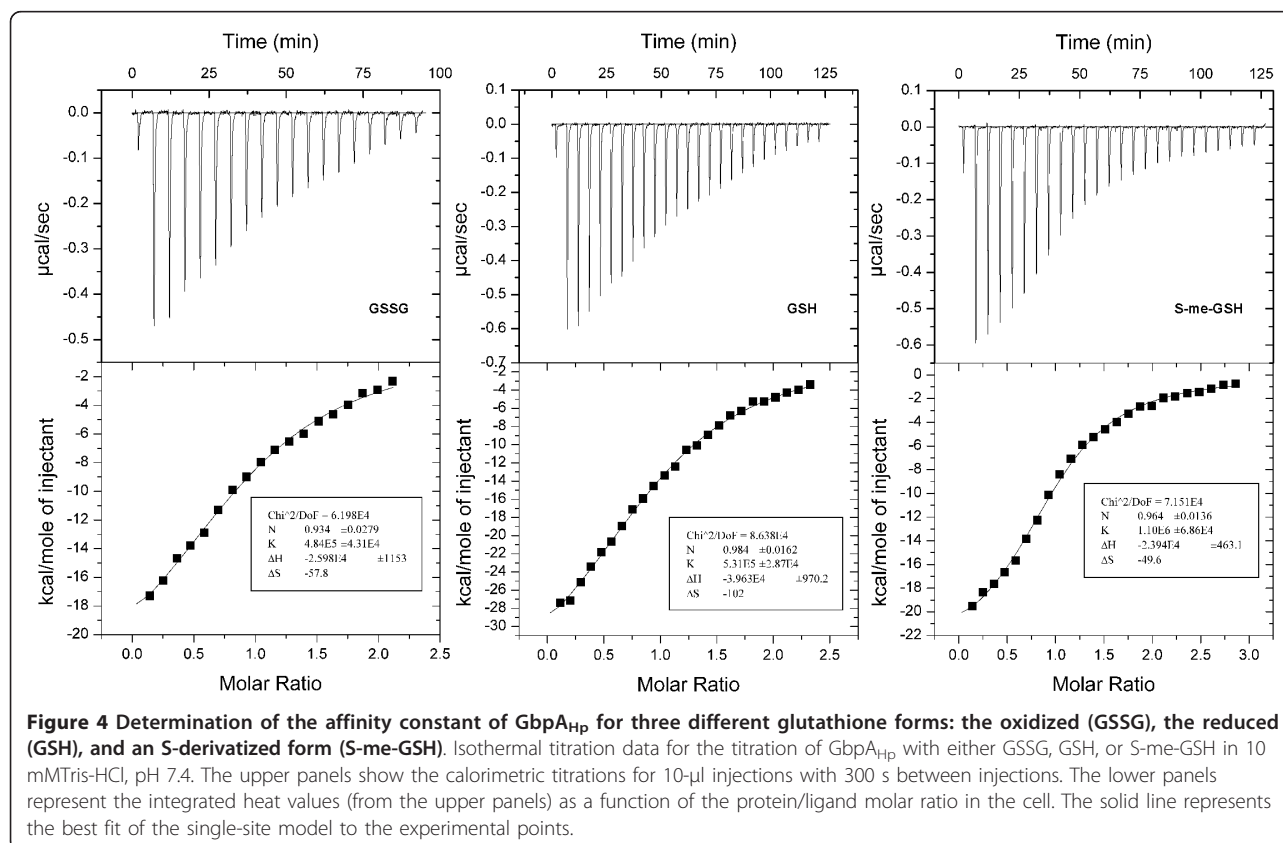 Time (min)
0 25 50 75 100
0.0
-0.1
-0.2
-0.3
-0.4
-0.5
µcal/sec
GSSG
-2
-4
-6
-8
-10
-12
-14
-16
-18
-20
kcal/mole of injectant
Chi^2/DoF = 6.198E4
N 0.934 ±0.0279
K 4.84E5 ±4.31E4
ΔH -2.598E4 ±1153
ΔS -57.8
0.0 0.5 1.0 1.5 2.0 2.5
Molar Ratio
Time (min)
0 25 50 75 100 125
0.1
0.0
-0.1
-0.2
-0.3
-0.4
-0.5
-0.6
-0.7
µcal/sec
GSH
-2
-4
-6
-8
-10
-12
-14
-16
-18
-20
-22
-24
-26
-28
-30
kcal/mole of injectant
Chi^2/DoF = 8.638E4
N 0.984 ±0.0162
K 5.31E5 ±2.87E4
ΔH -3.963E4 ±970.2
ΔS -102
0.0 0.5 1.0 1.5 2.0 2.5
Molar Ratio
Time (min)
0 25 50 75 100 125
0.1
0.0
-0.1
-0.2
-0.3
-0.4
-0.5
-0.6
µcal/sec
S-me-GSH
0
-2
-4
-6
-8
-10
-12
-14
-16
-18
-20
-22
kcal/mole of injectant
Chi^2/DoF = 7.151E4
N 0.964 ±0.0136
K 1.10E6 ±6.86E4
ΔH -2.394E4 ±463.1
ΔS -49.6
0.0 0.5 1.0 1.5 2.0 2.5 3.0
Molar Ratio
Figure 4 Determination of the affinity constant of GbpAHp for three different glutathione forms: the oxidized (GSSG), the reduced
(GSH), and an S-derivatized form (S-me-GSH). Isothermal titration data for the titration of GbpAHp with either GSSG, GSH, or S-me-GSH in 10
mMTris-HCl, pH 7.4. The upper panels show the calorimetric titrations for 10-µl injections with 300 s between injections. The lower panels
represent the integrated heat values (from the upper panels) as a function of the protein/ligand molar ratio in the cell. The solid line represents
the best fit of the single-site model to the experimental points.